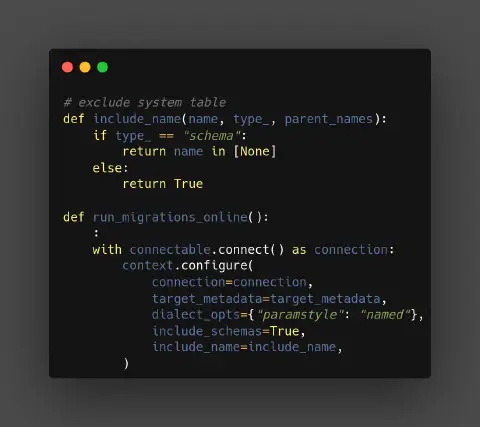 # exclude system table
def include_name(name, type_, parent_names):
    if type_ == "schema":
        return name in [None]
    else:
        return True

def run_migrations_online():
    :
    with connectable.connect() as connection:
        context.configure(
            connection=connection,
            target_metadata=target_metadata,
            dialect_opts={"paramstyle": "named"},
            include_schemas=True,
            include_name=include_name,
        )